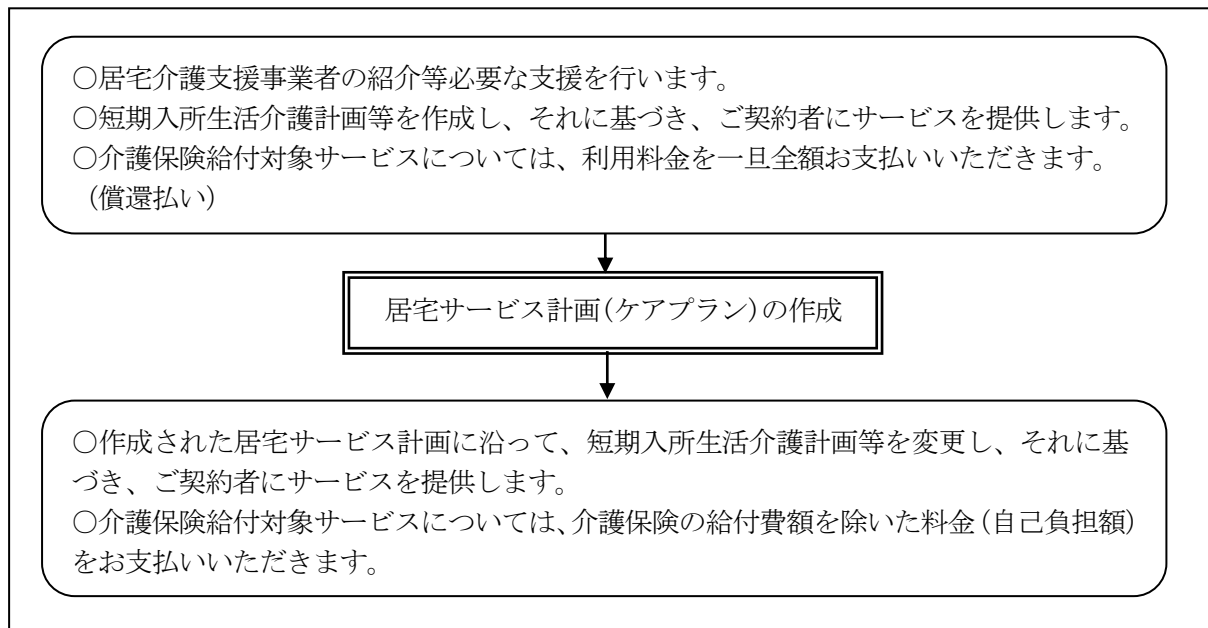 ○居宅介護支援事業者の紹介等必要な支援を行います。
○短期入所生活介護計画等を作成し、それに基づき、ご契約者にサービスを提供します。
○介護保険給付対象サービスについては、利用料金を一旦全額お支払いいただきます。
(償還払い)
居宅サービス計画(ケアプラン)の作成
○作成された居宅サービス計画に沿って、短期入所生活介護計画等を変更し、それに基
づき、ご契約者にサービスを提供します。
○介護保険給付対象サービスについては、介護保険の給付費額を除いた料金(自己負担額)
をお支払いいただきます。